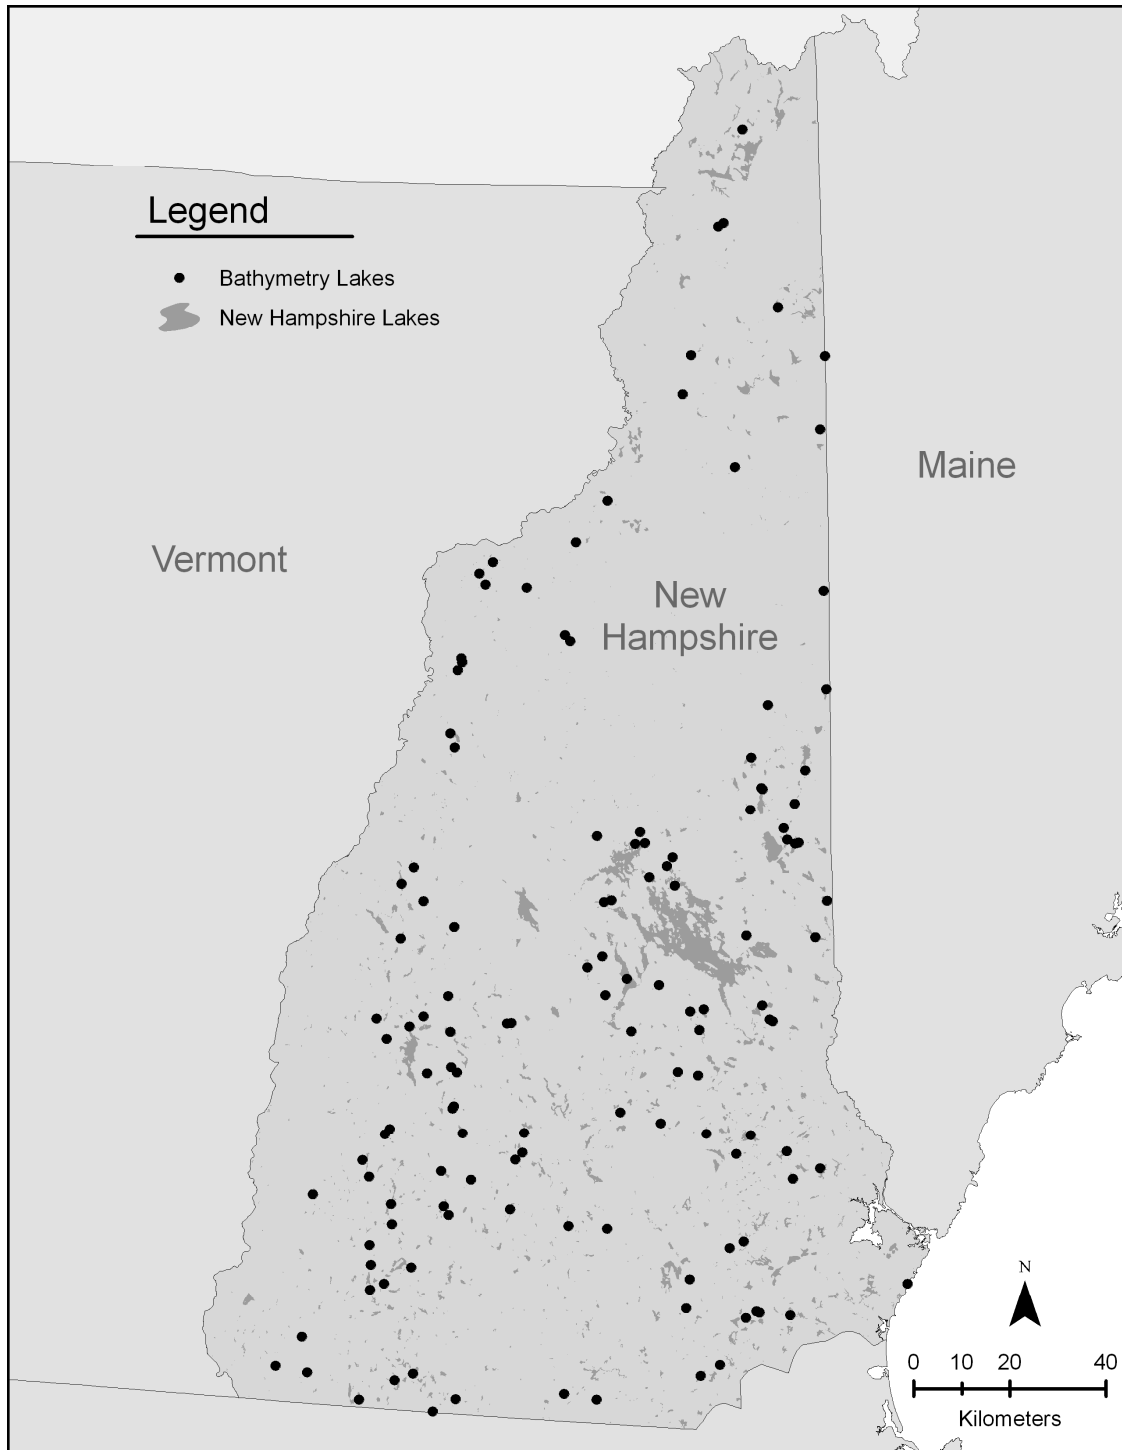 Legend
Bathymetry Lakes
New Hampshire Lakes
Maine
Vermont
New
Hampshire
N
0 10 20 40
Kilometers